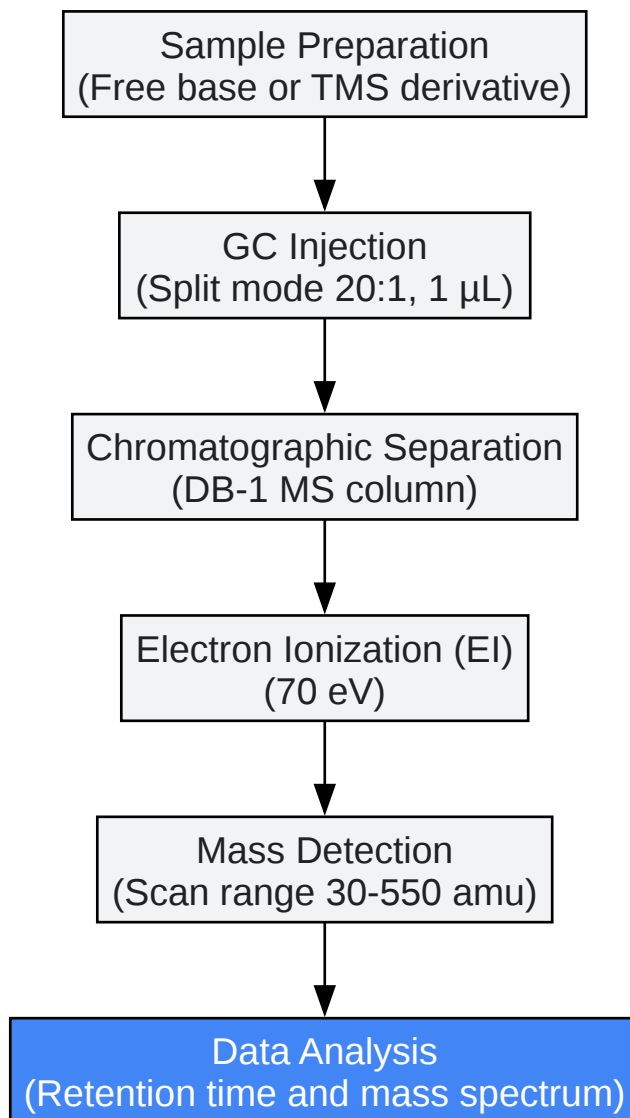 Sample Preparation
(Free base or TMS derivative)
GC Injection
(Split mode 20:1, 1 µL)
Chromatographic Separation
(DB-1 MS column)
Electron Ionization (EI)
(70 eV)
Mass Detection
(Scan range 30-550 amu)
Data Analysis
(Retention time and mass spectrum)